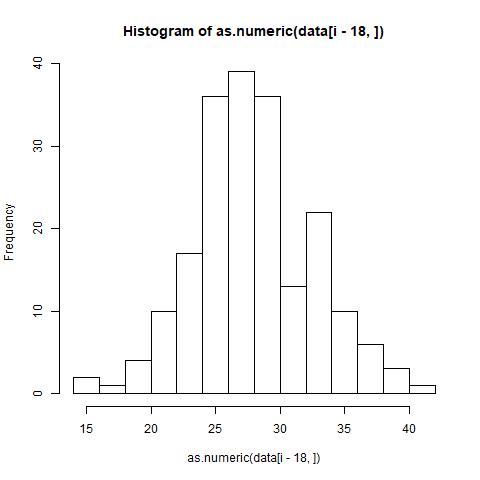 Histogram of as.numeric(data[i - 18, ])
Frequency
40
30
20
10
0
15 20 25 30 35 40
as.numeric(data[i - 18, ])